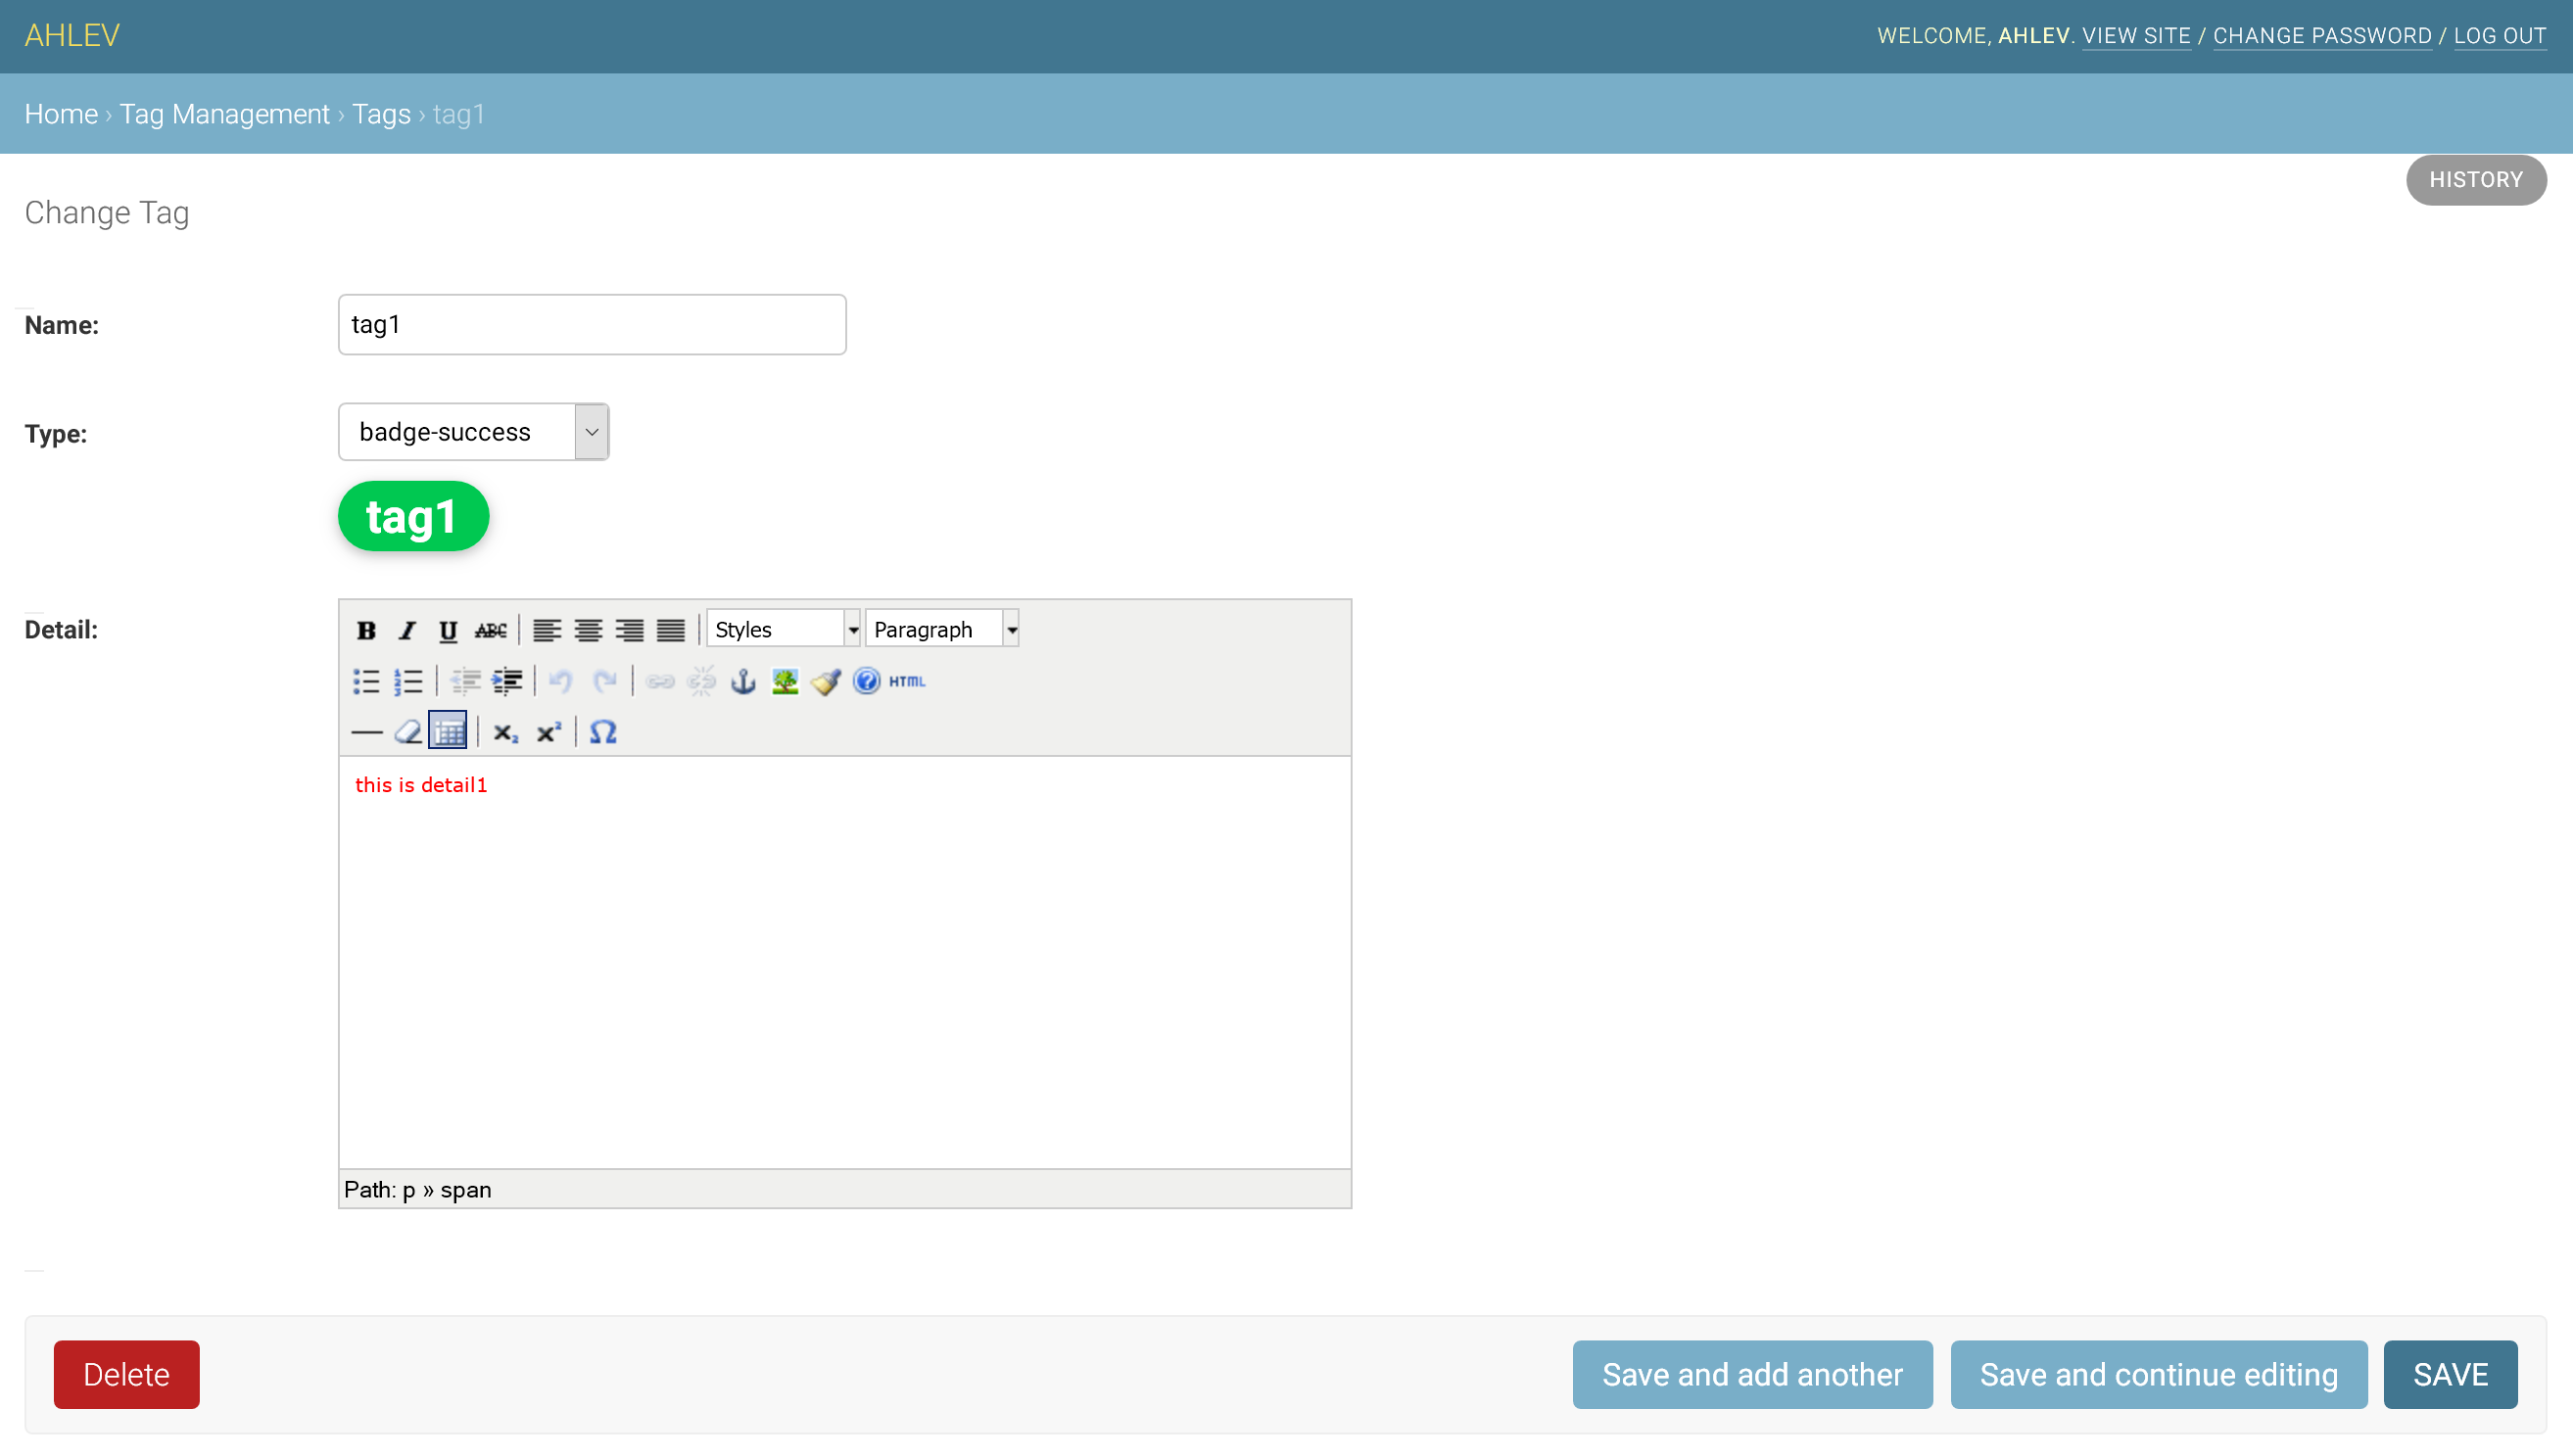 AHLEV
WELCOME, AHLEV. VIEW SITE / CHANGE PASSWORD / LOG OUT
Home › Tag Management › Tags › tag1
HISTORY
Change Tag
Name:
tag1
Type:
badge-success
tag1
Detail:
B I U ABC Styles Paragraph
HTML
x₂ x² Ω
this is detail1
Path: p » span
Delete
Save and add another
Save and continue editing
SAVE